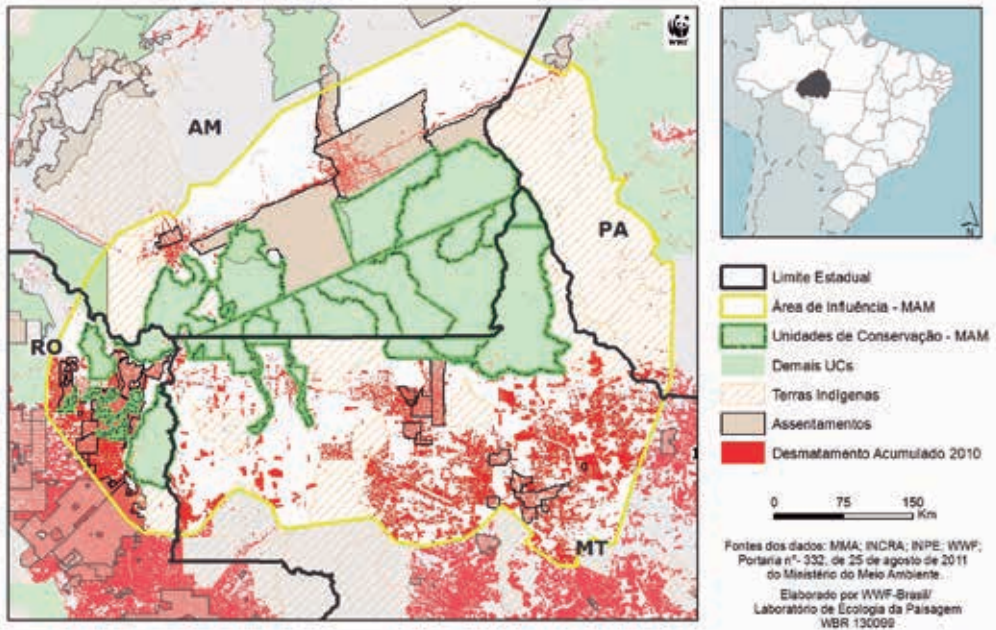 WWF
AM
PA
RO
MT
N
Limite Estadual
Área de Influência - MAM
Unidades de Conservação - MAM
Demais UCs
Terras Indígenas
Assentamentos
Desmatamento Acumulado 2010
0 75 150
Km
Fontes dos dados: MMA; INCRA; INPE; WWF;
Portaria nº- 332, de 25 de agosto de 2011
do Ministério do Meio Ambiente.
Elaborado por WWF-Brasil/
Laboratório de Ecologia da Paisagem
WBR 130099